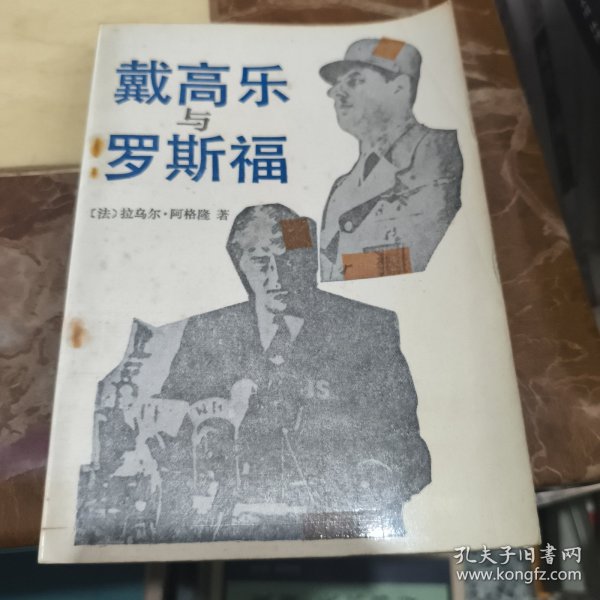 戴高乐
与
罗斯福
〔法〕拉乌尔·阿格隆 著
孔夫子旧书网
www.kongfz.com